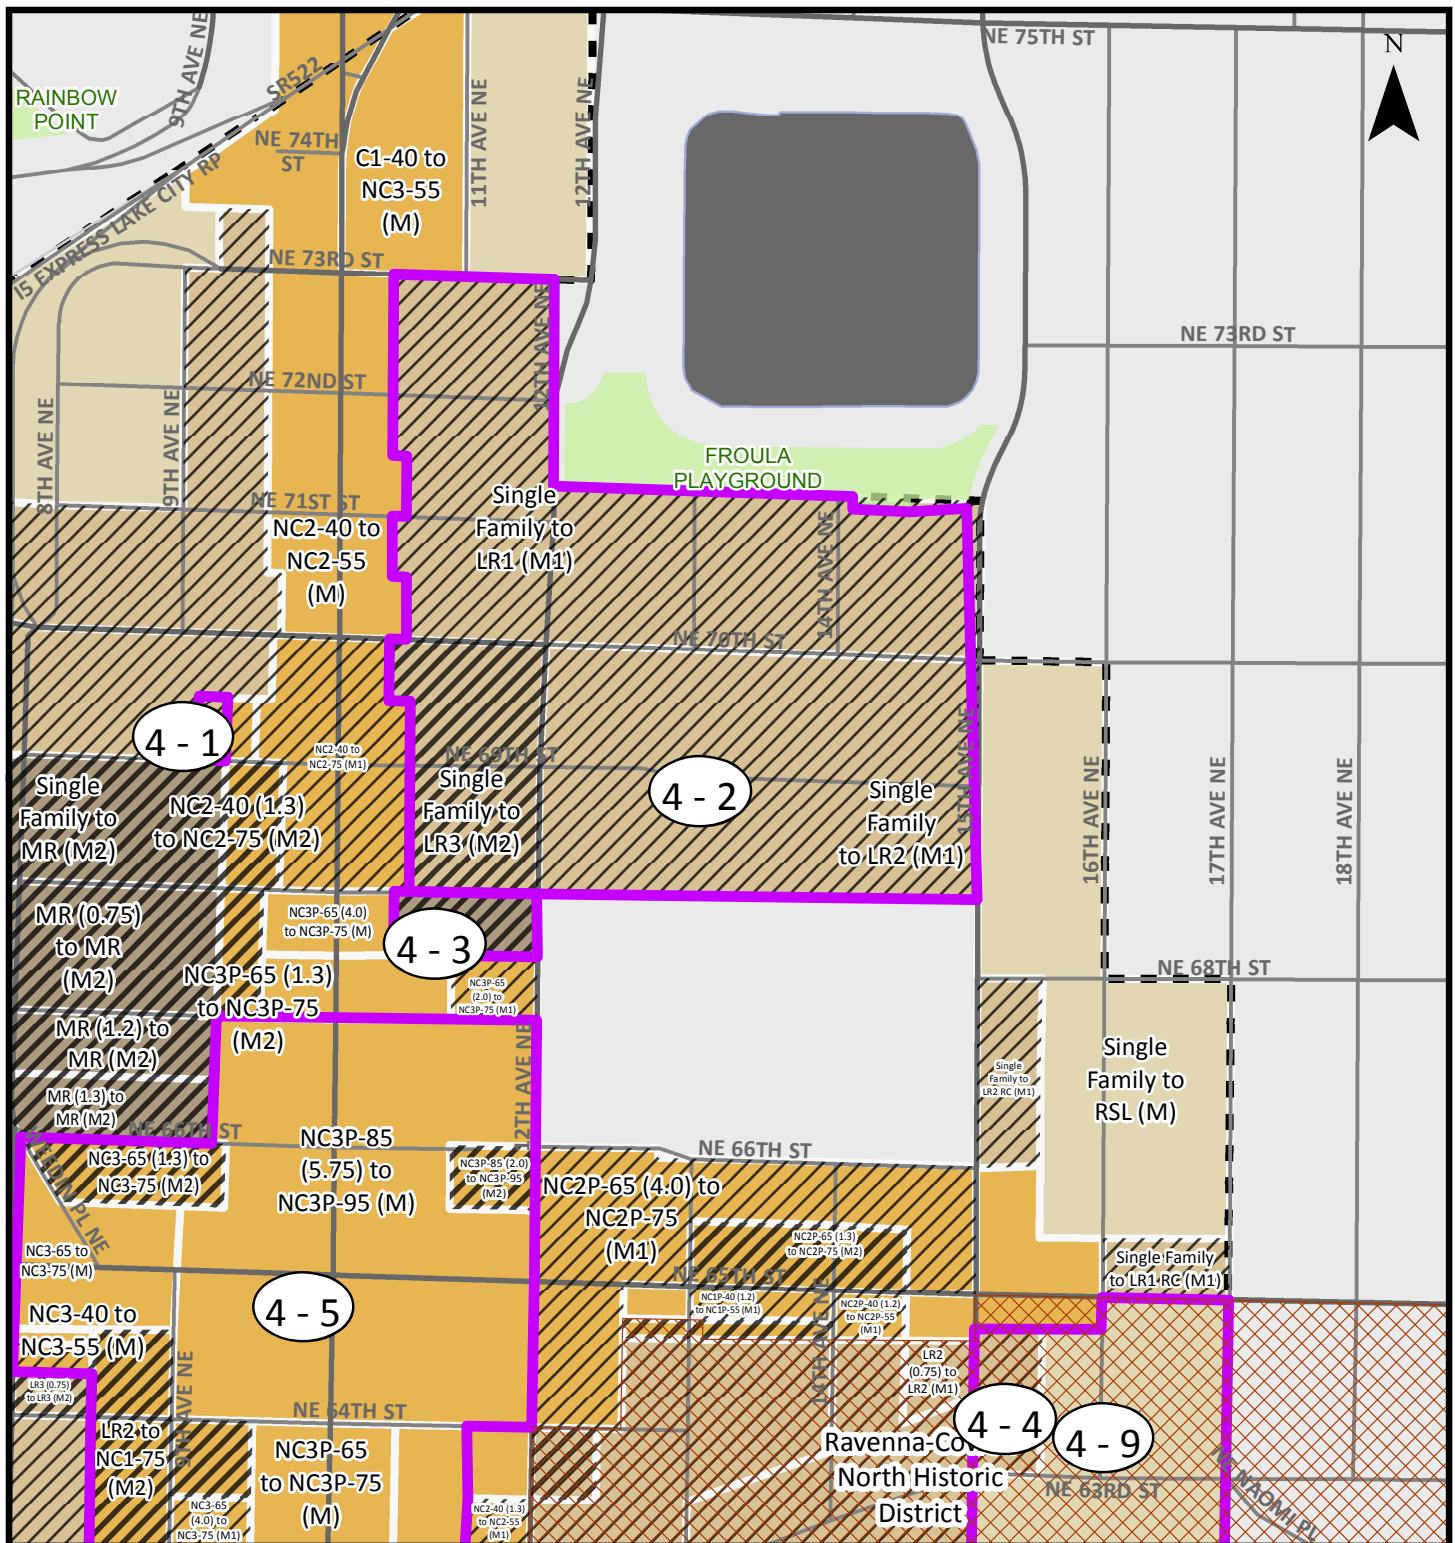 NE 75TH ST
N
9TH AVE NE
SR522
RAINBOW
POINT
NE 74TH
ST
C1-40 to
NC3-55
(M)
11TH AVE NE
12TH AVE NE
I5 EXPRESS LAKE CITY RP
NE 73RD ST
NE 73RD ST
12TH AVE NE
NE 72ND ST
8TH AVE NE
9TH AVE NE
FROULA
PLAYGROUND
NE 71ST ST
Single
Family to
LR1 (M1)
NC2-40 to
NC2-55
(M)
14TH AVE NE
NE 70TH ST
4 - 1
NC2-40 to
NC2-75 (M1)
NE 69TH ST
15TH AVE NE
Single
Family to
MR (M2)
NC2-40 (1.3)
to NC2-75 (M2)
Single
Family to
LR3 (M2)
4 - 2
Single
Family
to LR2 (M1)
16TH AVE NE
17TH AVE NE
18TH AVE NE
MR (0.75)
to MR
(M2)
NC3P-65 (4.0)
to NC3P-75 (M)
4 - 3
NC3P-65 (1.3)
to NC3P-75
(M2)
NC3P-65
(2.0) to
NC3P-75 (M1)
NE 68TH ST
MR (1.2) to
MR (M2)
12TH AVE NE
Single
Family to
LR2 RC (M1)
Single
Family to
RSL (M)
MR (1.3) to
MR (M2)
NE 66TH ST
NE 66TH ST
WEEDIN PL NE
NC3-65 (1.3) to
NC3-75 (M2)
NC3P-85
(5.75) to
NC3P-95 (M)
NC3P-85 (2.0)
to NC3P-95
(M2)
NC2P-65 (4.0) to
NC2P-75
(M1)
NC2P-65 (1.3)
to NC2P-75 (M2)
NC3-65 to
NC3-75 (M)
Single Family
to LR1 RC (M1)
NE 65TH ST
NC1P-40 (1.2)
to NC1P-55 (M1)
NC2P-40 (1.2)
to NC2P-55
(M1)
14TH AVE NE
NC3-40 to
NC3-55 (M)
4 - 5
9TH AVE NE
LR3 (0.75)
to LR3 (M2)
LR2
(0.75) to
LR2 (M1)
NE 64TH ST
4 - 4
4 - 9
LR2 to
NC1-75
(M2)
NC3P-65
to NC3P-75
(M)
Ravenna-Cow
North Historic
District
NE 63RD ST
NE NAOMI PL
NC3-65
(4.0) to
NC3-75 (M1)
NC2-40 (1.3)
to NC2-55
(M1)